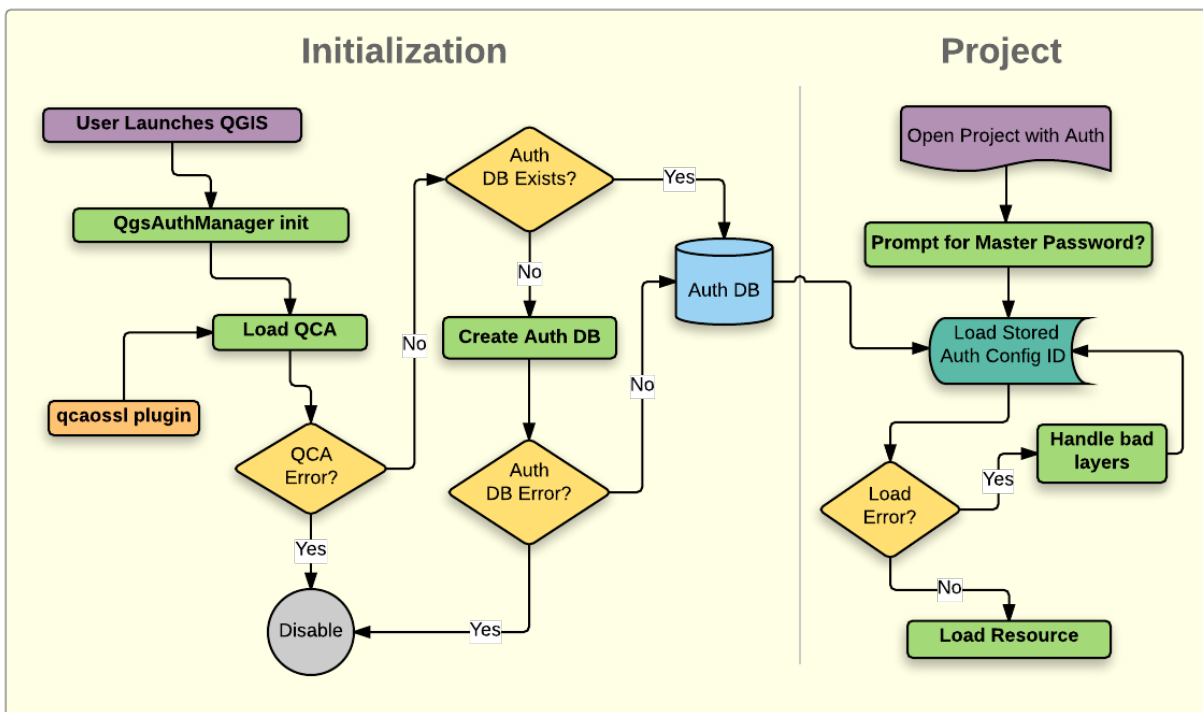 Initialization
Project
User Launches QGIS
QgsAuthManager init
Load QCA
qcaossl plugin
QCA
Error?
Yes
No
Disable
Auth
DB Exists?
Yes
No
Create Auth DB
Auth
DB Error?
No
Yes
Auth DB
Open Project with Auth
Prompt for Master Password?
Load Stored
Auth Config ID
Handle bad
layers
Load
Error?
Yes
No
Load Resource